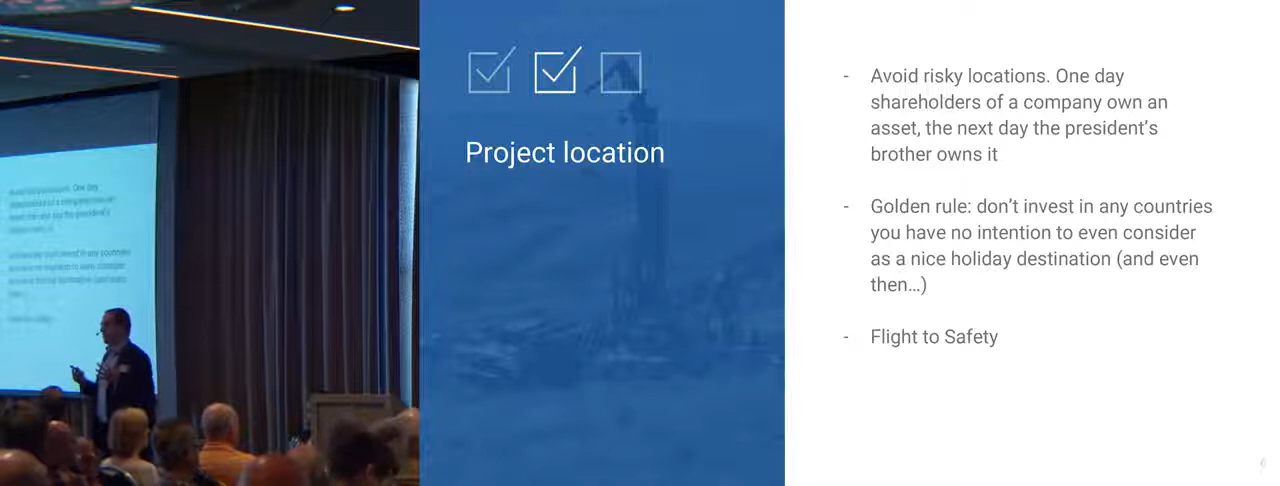 Project location
- Avoid risky locations. One day
shareholders of a company own an
asset, the next day the president's
brother owns it
- Golden rule: don't invest in any countries
you have no intention to even consider
as a nice holiday destination (and even
then…)
- Flight to Safety